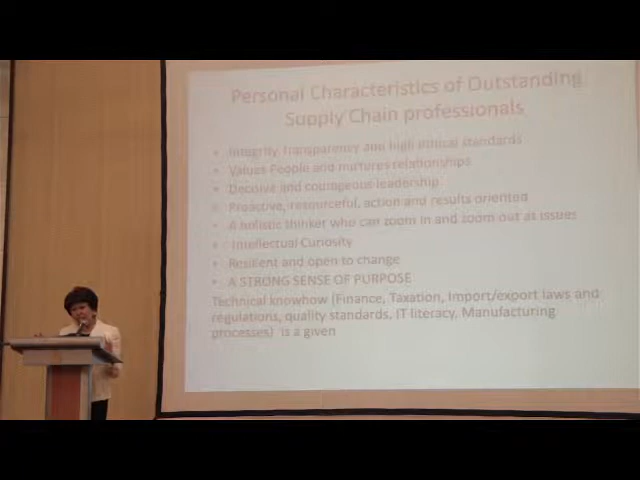 Personal Characteristics of Outstanding
Supply Chain professionals
• Integrity, transparency and high ethical standards
• Values People and nurtures relationships
• Decisive and courageous leadership
• Proactive, resourceful, action and results oriented
• A holistic thinker who can zoom in and zoom out at issues
• Intellectual Curiosity
• Resilient and open to change
• A STRONG SENSE OF PURPOSE
Technical knowhow (Finance, Taxation, Import/export laws and
regulations, quality standards, IT literacy, Manufacturing
processes) is a given